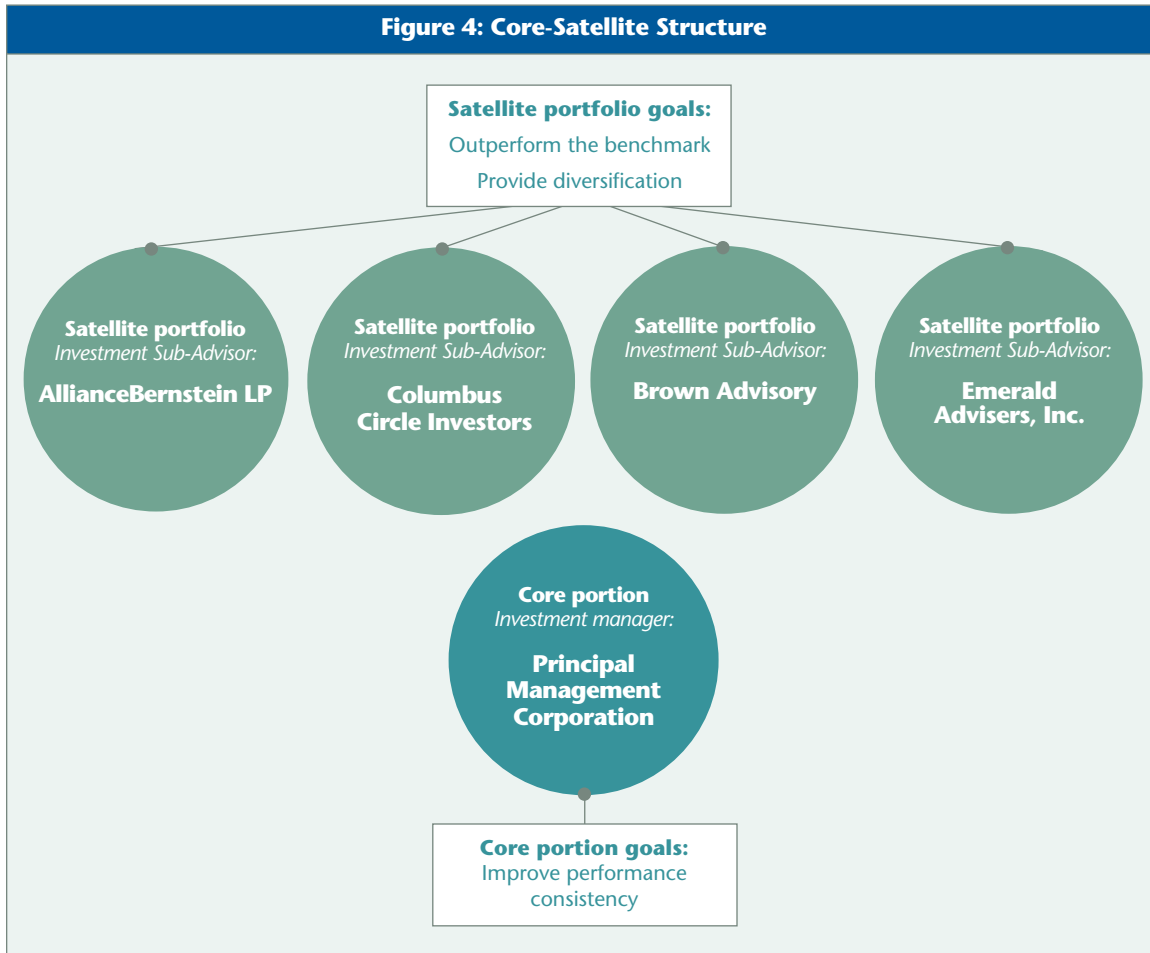 Figure 4: Core-Satellite Structure
Satellite portfolio goals:
Outperform the benchmark
Provide diversification
Satellite portfolio
Investment Sub-Advisor:
AllianceBernstein LP
Satellite portfolio
Investment Sub-Advisor:
Columbus
Circle Investors
Satellite portfolio
Investment Sub-Advisor:
Brown Advisory
Satellite portfolio
Investment Sub-Advisor:
Emerald
Advisers, Inc.
Core portion
Investment manager:
Principal
Management
Corporation
Core portion goals:
Improve performance
consistency